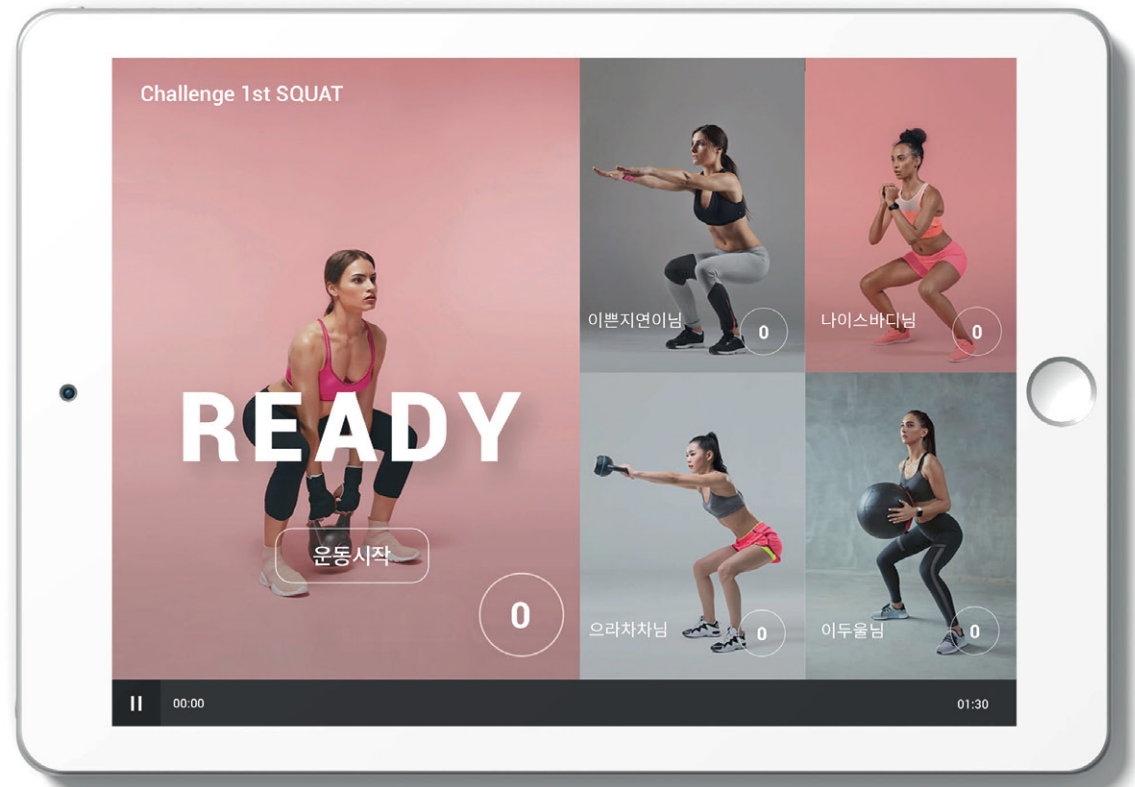 Challenge 1st SQUAT
READY
운동시작
0
이쁜지연이님
0
나이스바디님
0
으라차차님
0
이두울님
0
00:00
01:30